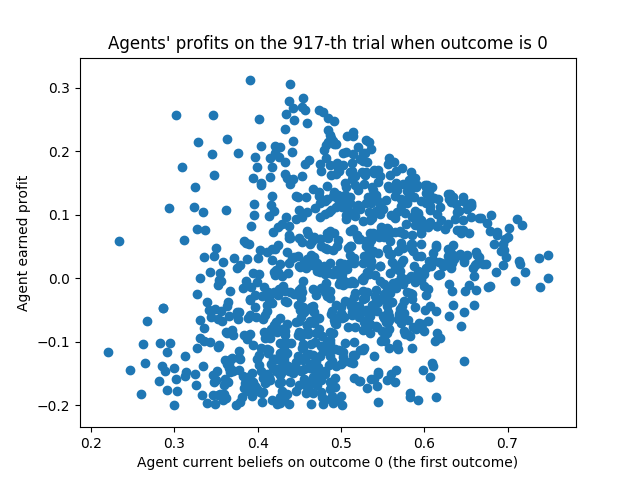 Agents' profits on the 917-th trial when outcome is 0
0.3
0.2
0.1
0.0
−0.1
−0.2
Agent earned profit
0.2 0.3 0.4 0.5 0.6 0.7
Agent current beliefs on outcome 0 (the first outcome)